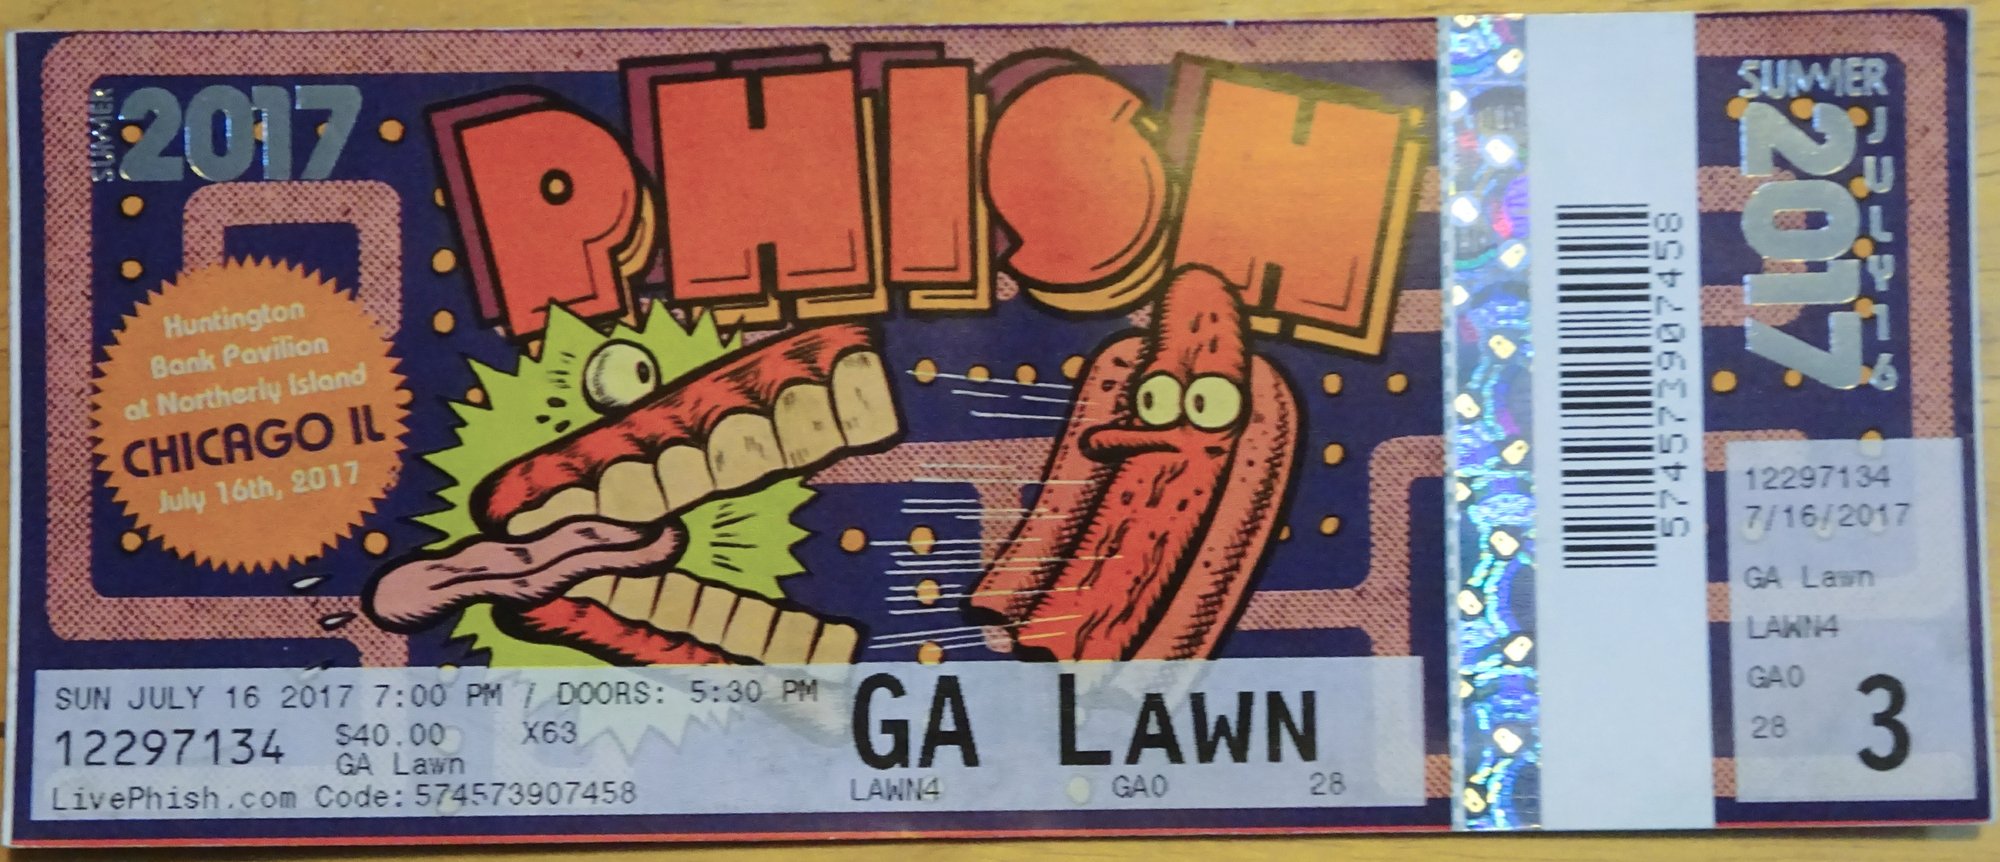 SUMMER
2017
PHISH
Huntington
Bank Pavilion
at Northerly Island
CHICAGO IL
July 16th, 2017
SUN JULY 16 2017 7:00 PM / DOORS: 5:30 PM
12297134
$40.00
X63
GA Lawn
LivePhish.com Code: 574573907458
GA LAWN
LAWN4 GA0 28
574573907458
SUMMER
2017
JULY 16
12297134
7/16/2017
GA Lawn
LAWN4
GA0
28
3